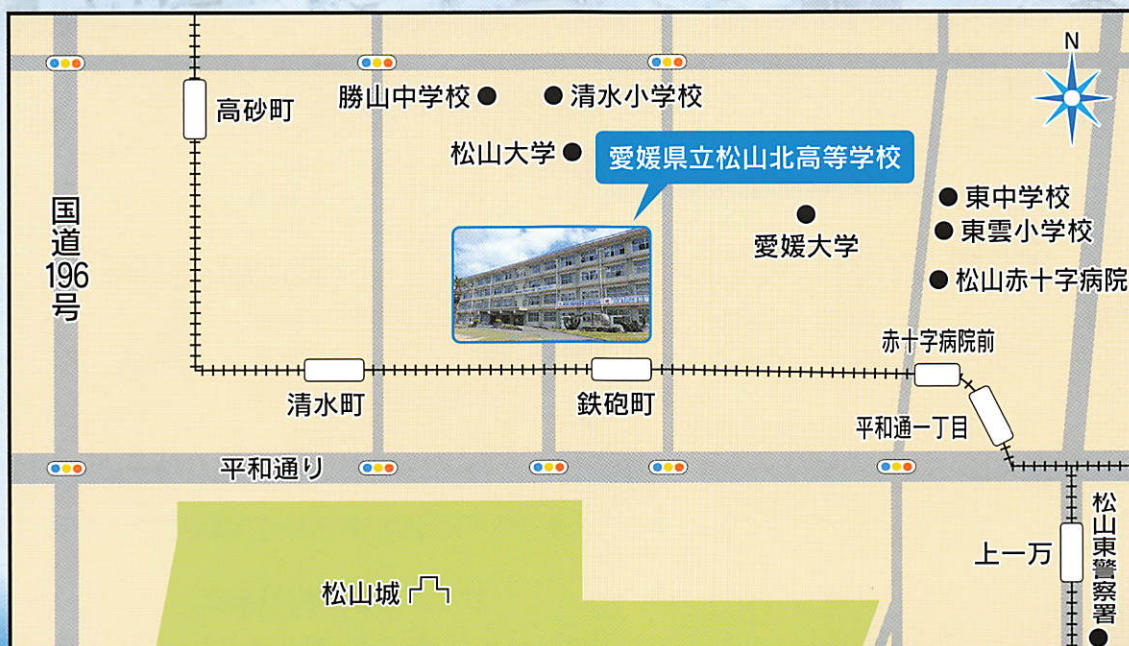 N
高砂町
勝山中学校
清水小学校
松山大学
愛媛県立松山北高等学校
国道
196
号
愛媛大学
東中学校
東雲小学校
松山赤十字病院
赤十字病院前
清水町
鉄砲町
平和通一丁目
平和通り
松山城
上一万
松山東警察署